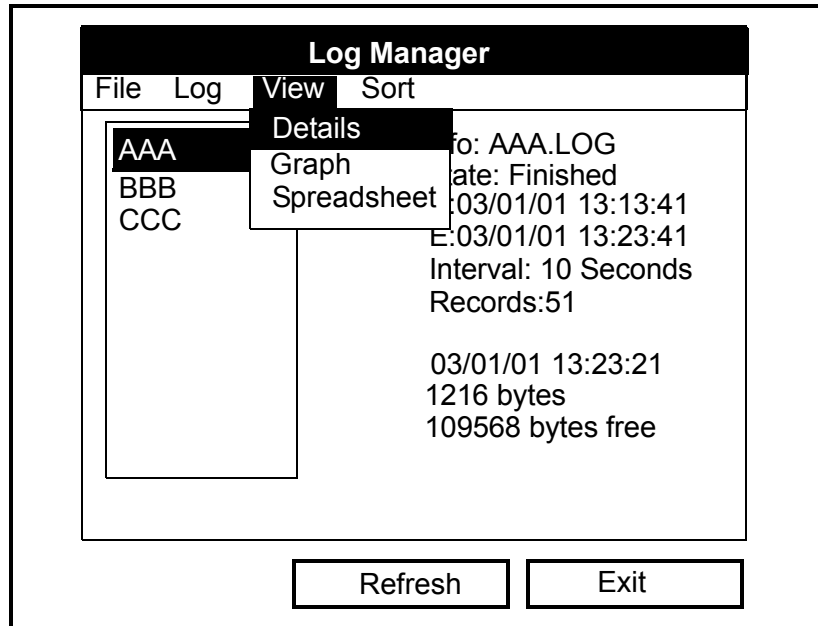 Log Manager
File Log View Sort
Details
Graph
Spreadsheet
AAA
BBB
CCC
fo: AAA.LOG
ate: Finished
:03/01/01 13:13:41
E:03/01/01 13:23:41
Interval: 10 Seconds
Records:51
03/01/01 13:23:21
1216 bytes
109568 bytes free
Refresh Exit